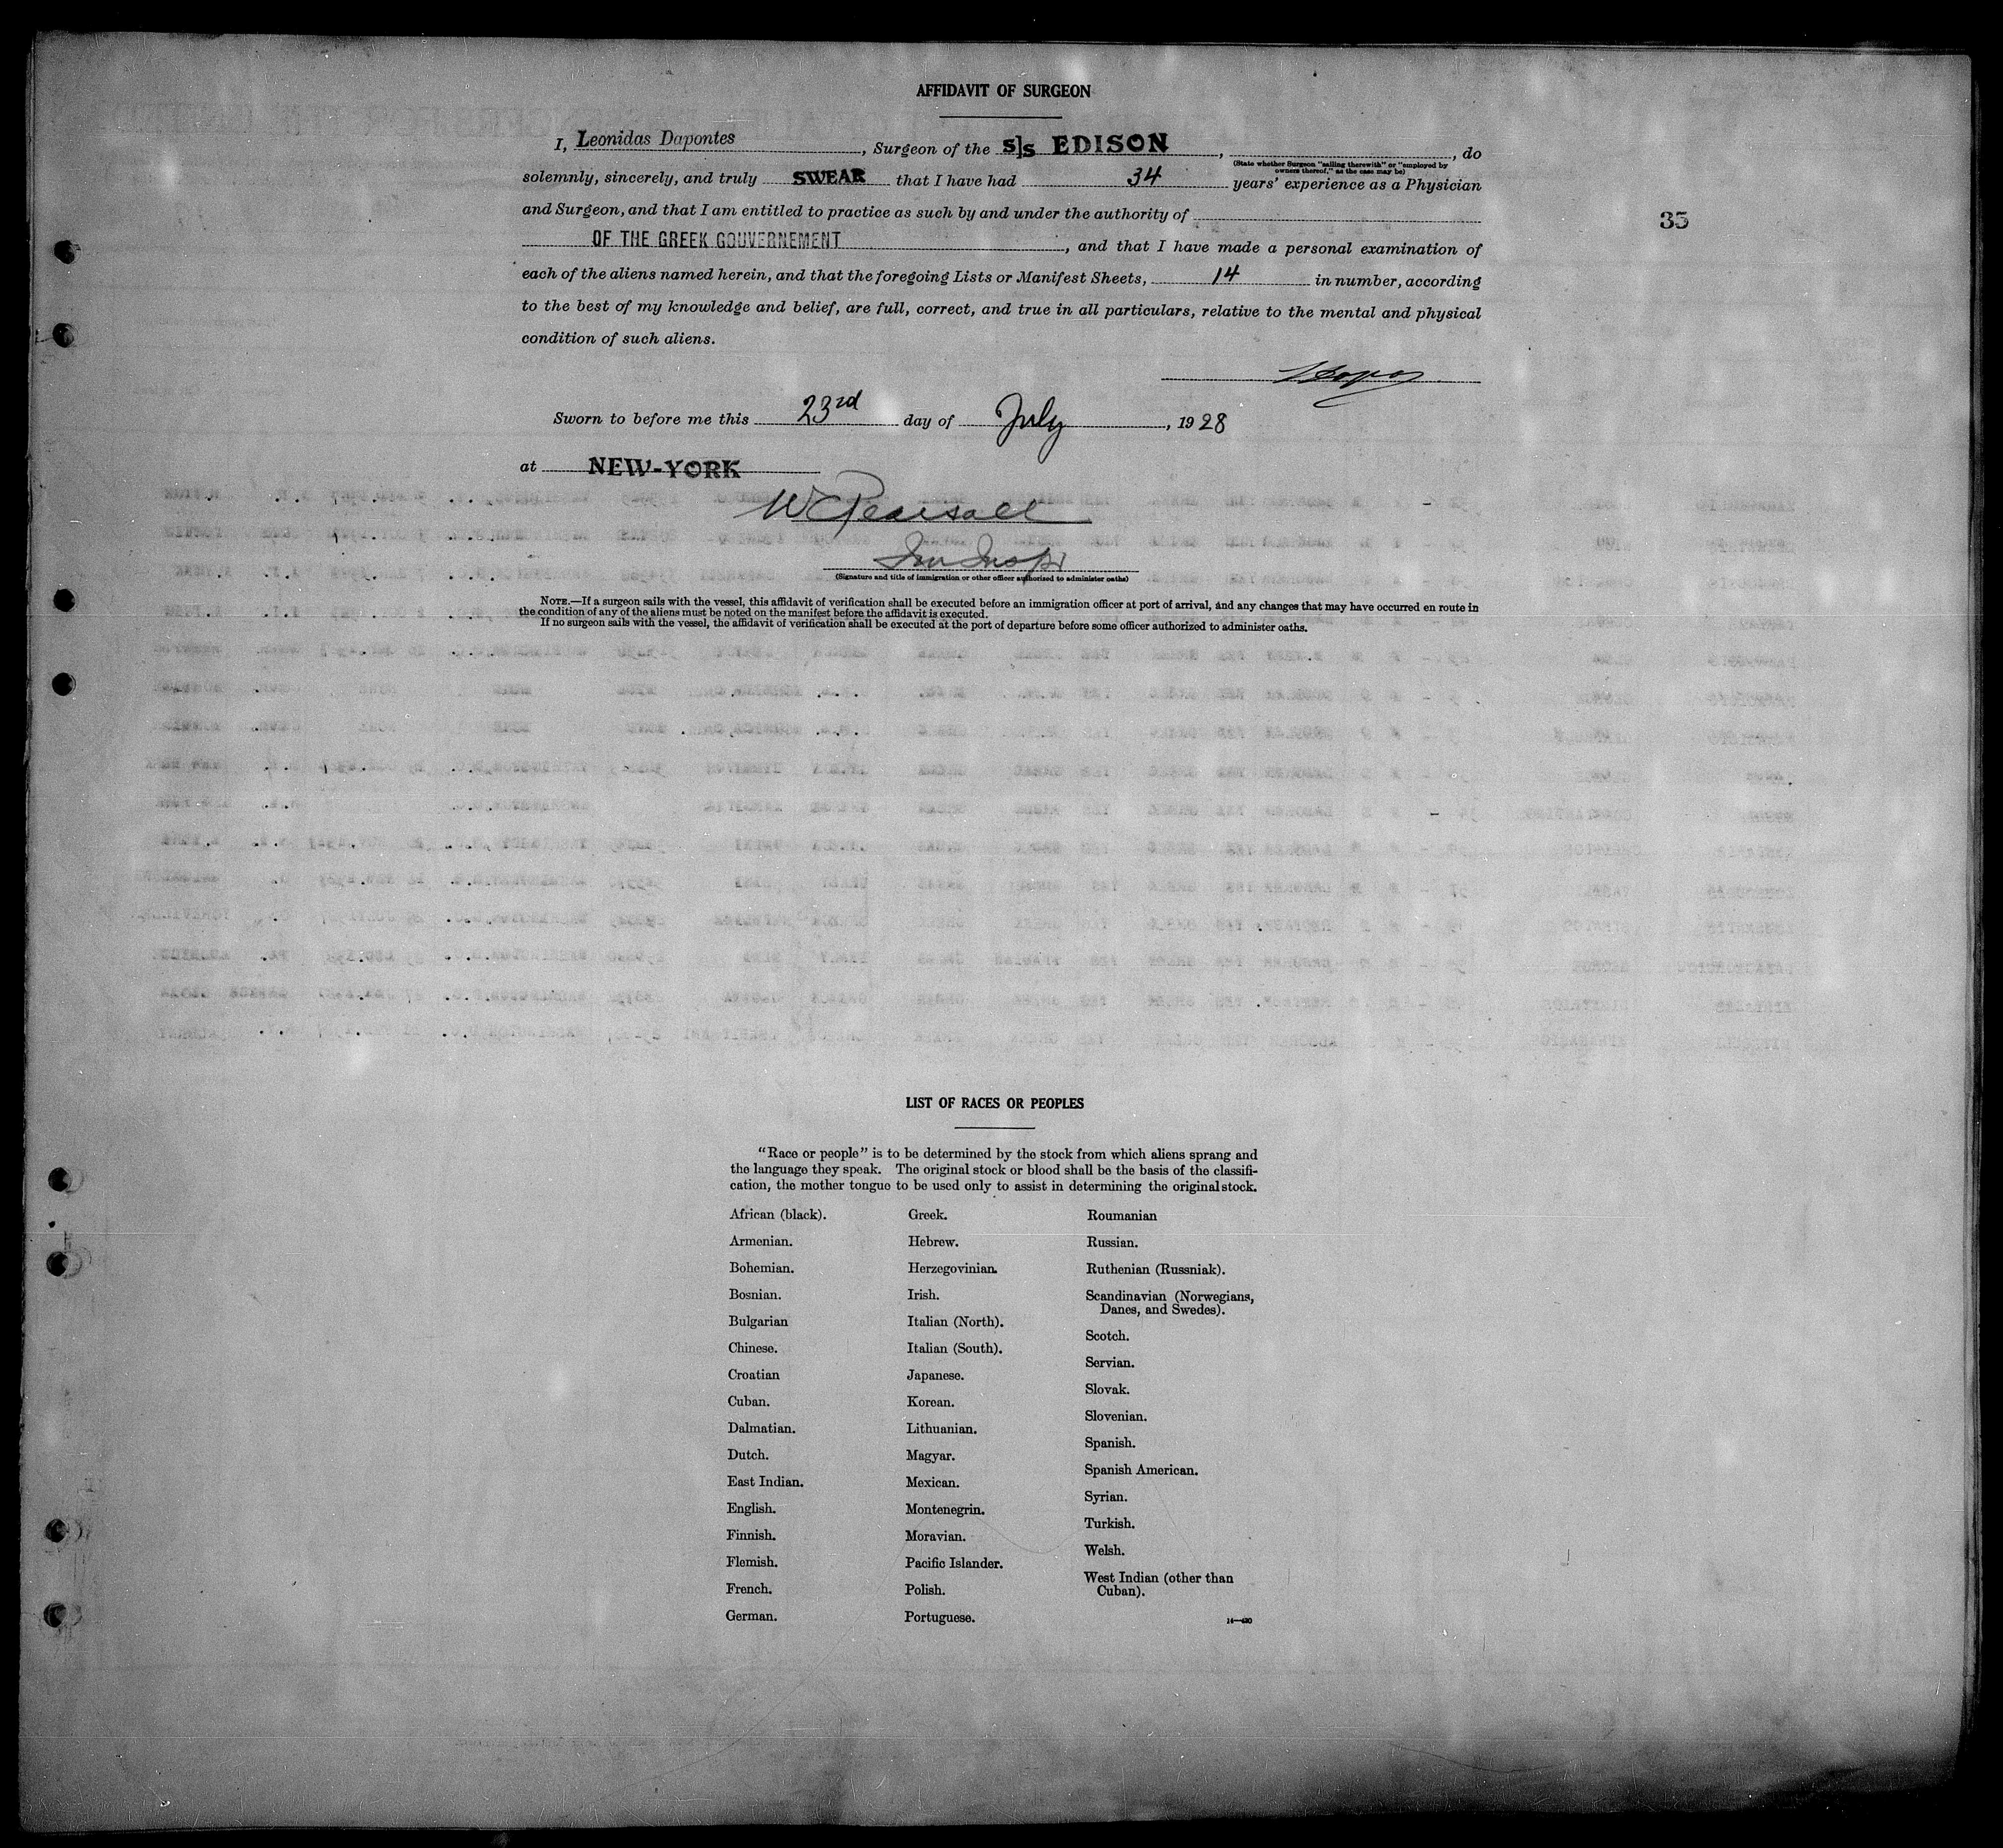 AFFIDAVIT OF SURGEON
I, Leonidas Dapontes, Surgeon of the S|S EDISON, , do
(State whether Surgeon "sailing therewith" or "employed by
owners thereof," as the case may be)
solemnly, sincerely, and truly SWEAR that I have had 34 years' experience as a Physician
and Surgeon, and that I am entitled to practice as such by and under the authority of
35
OF THE GREEK GOUVERNEMENT, and that I have made a personal examination of
each of the aliens named herein, and that the foregoing Lists or Manifest Sheets, 14 in number, according
to the best of my knowledge and belief, are full, correct, and true in all particulars, relative to the mental and physical
condition of such aliens.
Sworn to before me this 23rd day of July, 1928
at NEW-YORK
W C Pearsall
(Signature and title of immigration or other officer authorized to administer oaths)
NOTE.—If a surgeon sails with the vessel, this affidavit of verification shall be executed before an immigration officer at port of arrival, and any changes that may have occurred en route in
the condition of any of the aliens must be noted on the manifest before the affidavit is executed.
If no surgeon sails with the vessel, the affidavit of verification shall be executed at the port of departure before some officer authorized to administer oaths.
LIST OF RACES OR PEOPLES
"Race or people" is to be determined by the stock from which aliens sprang and
the language they speak. The original stock or blood shall be the basis of the classifi-
cation, the mother tongue to be used only to assist in determining the original stock.
African (black).
Armenian.
Bohemian.
Bosnian.
Bulgarian
Chinese.
Croatian
Cuban.
Dalmatian.
Dutch.
East Indian.
English.
Finnish.
Flemish.
French.
German.
Greek.
Hebrew.
Herzegovinian.
Irish.
Italian (North).
Italian (South).
Japanese.
Korean.
Lithuanian.
Magyar.
Mexican.
Montenegrin.
Moravian.
Pacific Islander.
Polish.
Portuguese.
Roumanian
Russian.
Ruthenian (Russniak).
Scandinavian (Norwegians,
Danes, and Swedes).
Scotch.
Servian.
Slovak.
Slovenian.
Spanish.
Spanish American.
Syrian.
Turkish.
Welsh.
West Indian (other than
Cuban).